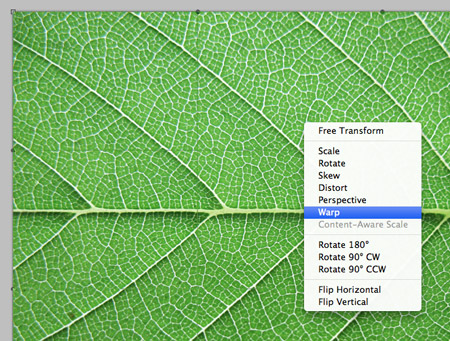 Free Transform
Scale
Rotate
Skew
Distort
Perspective
Warp
Content-Aware Scale
Rotate 180°
Rotate 90° CW
Rotate 90° CCW
Flip Horizontal
Flip Vertical